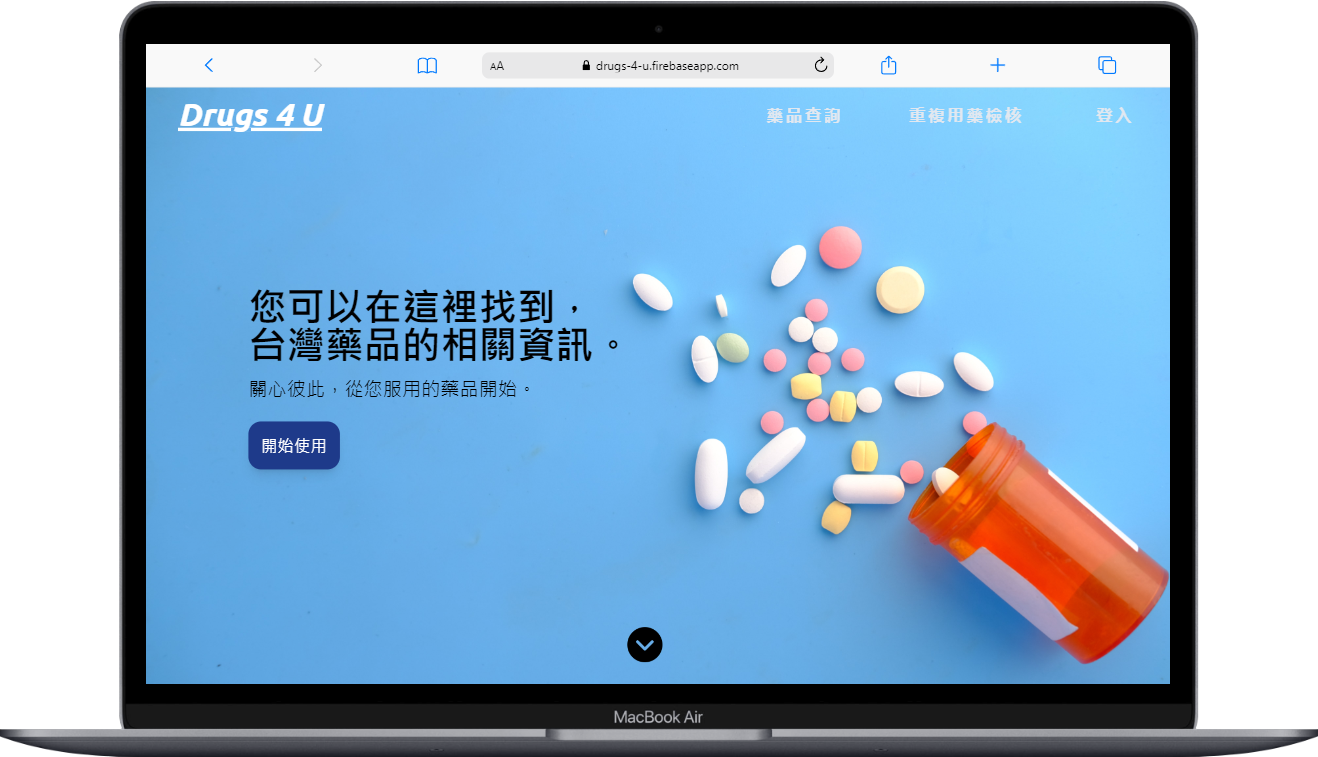 AA
drugs-4-u.firebaseapp.com
Drugs 4 U
藥品查詢
重複用藥檢核
登入
您可以在這裡找到，
台灣藥品的相關資訊。
關心彼此，從您服用的藥品開始。
開始使用
MacBook Air